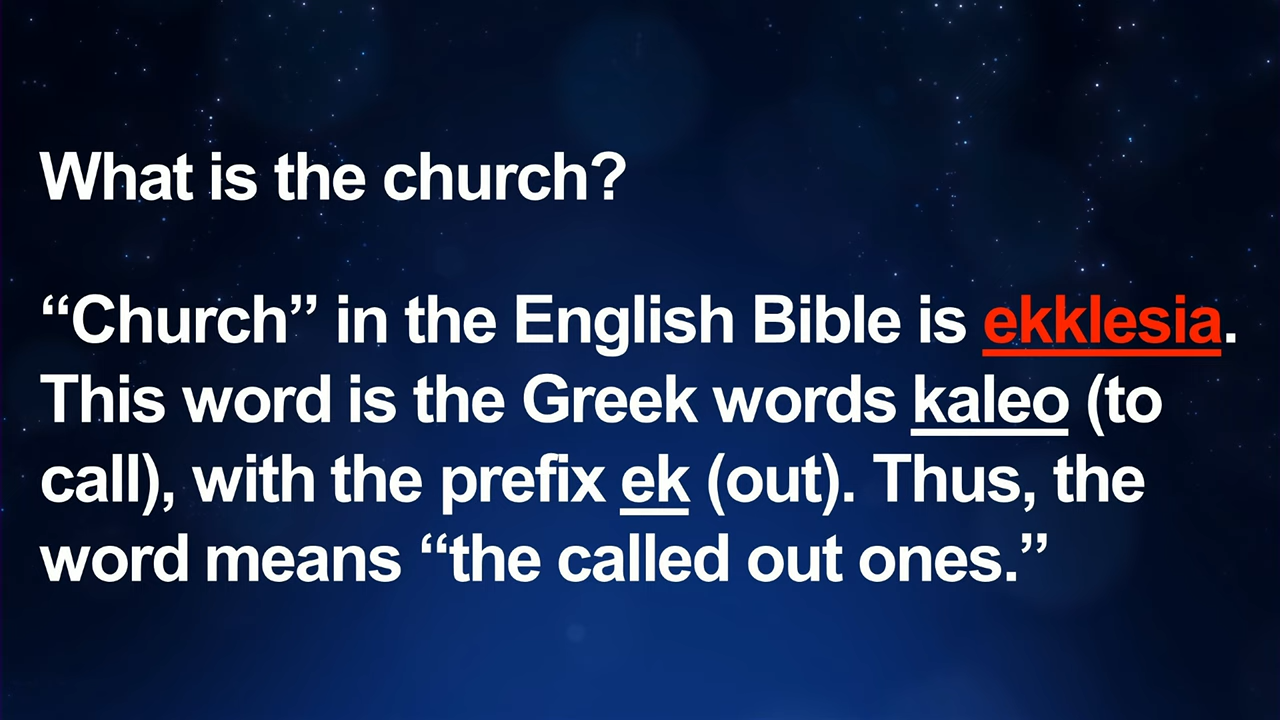 What is the church?
“Church” in the English Bible is ekklesia.
This word is the Greek words kaleo (to
call), with the prefix ek (out). Thus, the
word means “the called out ones.”